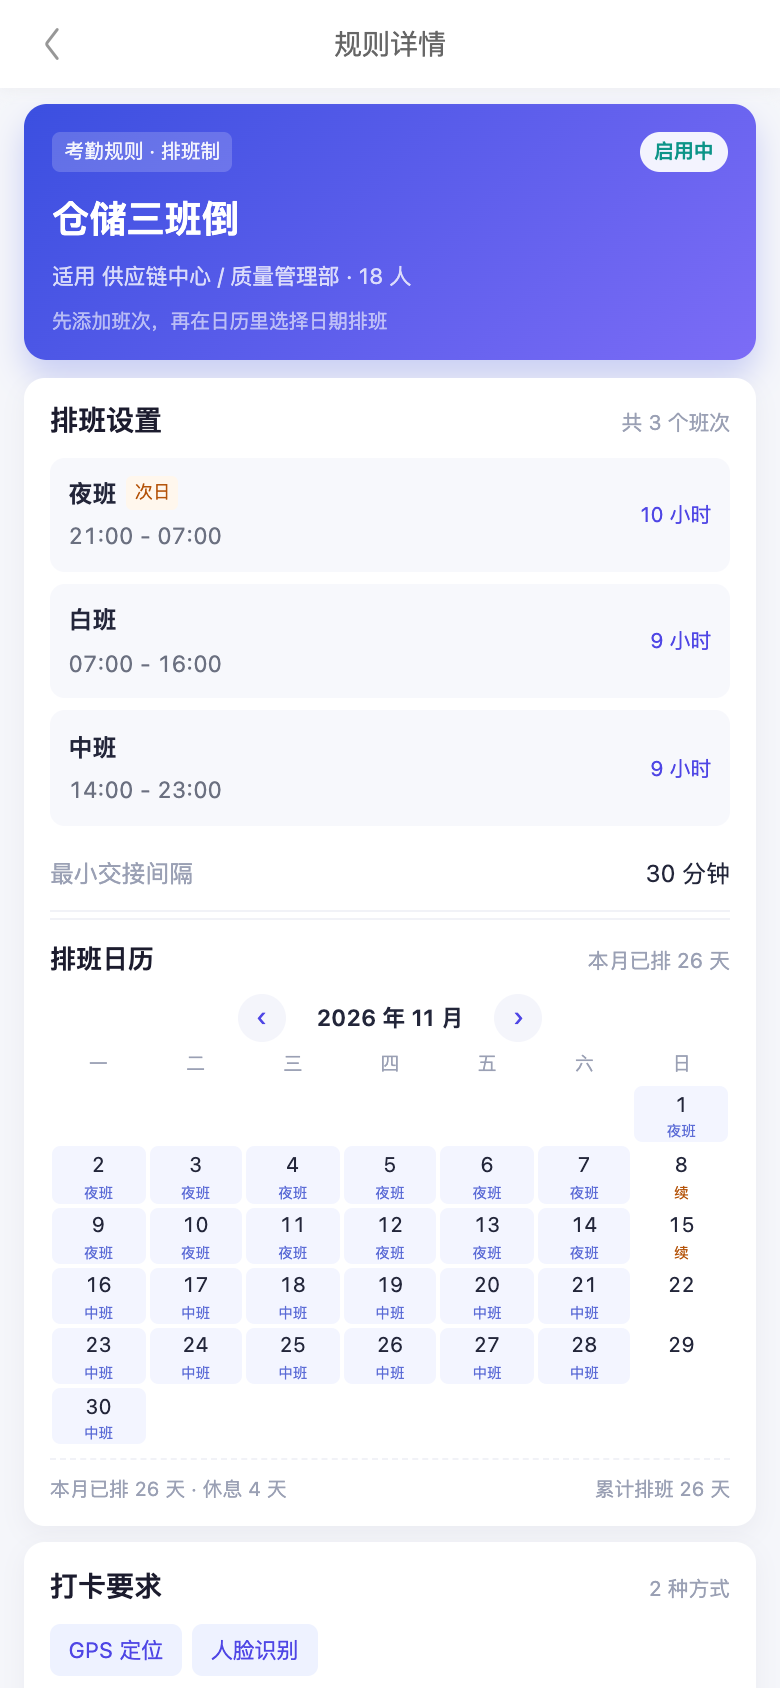 规则详情
考勤规则 · 排班制
启用中
仓储三班倒
适用 供应链中心 / 质量管理部 · 18 人
先添加班次，再在日历里选择日期排班
排班设置
共 3 个班次
夜班 次日
21:00 - 07:00
10 小时
白班
07:00 - 16:00
9 小时
中班
14:00 - 23:00
9 小时
最小交接间隔
30 分钟
排班日历
本月已排 26 天
‹ 2026 年 11 月 ›
一 二 三 四 五 六 日
1
夜班
2 3 4 5 6 7 8
夜班 夜班 夜班 夜班 夜班 夜班 续
9 10 11 12 13 14 15
夜班 夜班 夜班 夜班 夜班 夜班 续
16 17 18 19 20 21 22
中班 中班 中班 中班 中班 中班
23 24 25 26 27 28 29
中班 中班 中班 中班 中班 中班
30
中班
本月已排 26 天 · 休息 4 天
累计排班 26 天
打卡要求
2 种方式
GPS 定位
人脸识别